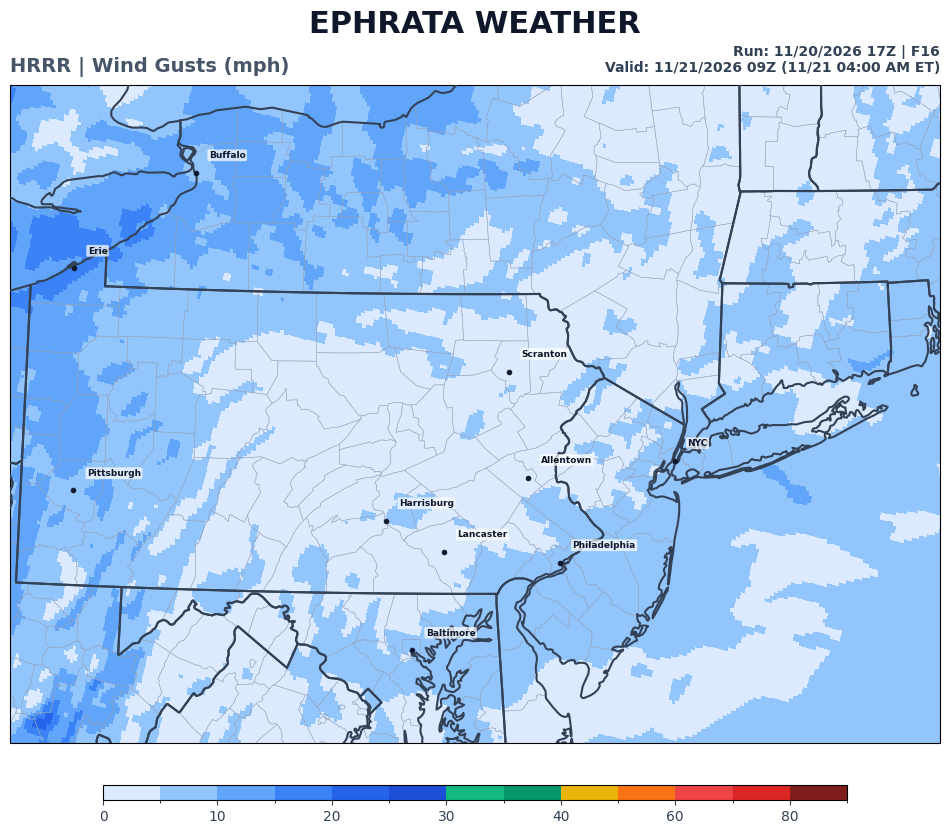 EPHRATA WEATHER
HRRR | Wind Gusts (mph)
Run: 11/20/2026 17Z | F16
Valid: 11/21/2026 09Z (11/21 04:00 AM ET)
Buffalo
Erie
Scranton
NYC
Allentown
Pittsburgh
Harrisburg
Lancaster
Philadelphia
Baltimore
0 10 20 30 40 60 80